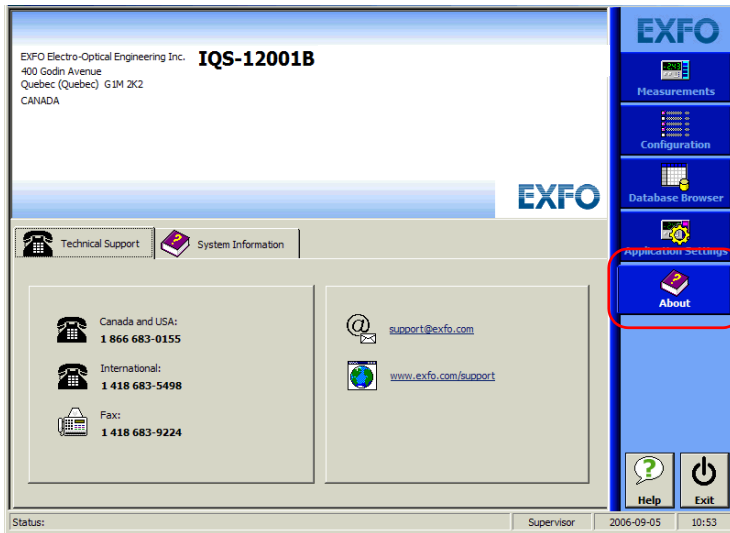 EXFO Electro-Optical Engineering Inc.
IQS-12001B
400 Godin Avenue
Quebec (Quebec) G1M 2K2
CANADA
EXFO
Technical Support
System Information
Canada and USA:
1 866 683-0155
International:
1 418 683-5498
Fax:
1 418 683-9224
support@exfo.com
www.exfo.com/support
EXFO
Measurements
Configuration
Database Browser
Application Settings
About
Help
Exit
Status:
Supervisor
2006-09-05
10:53